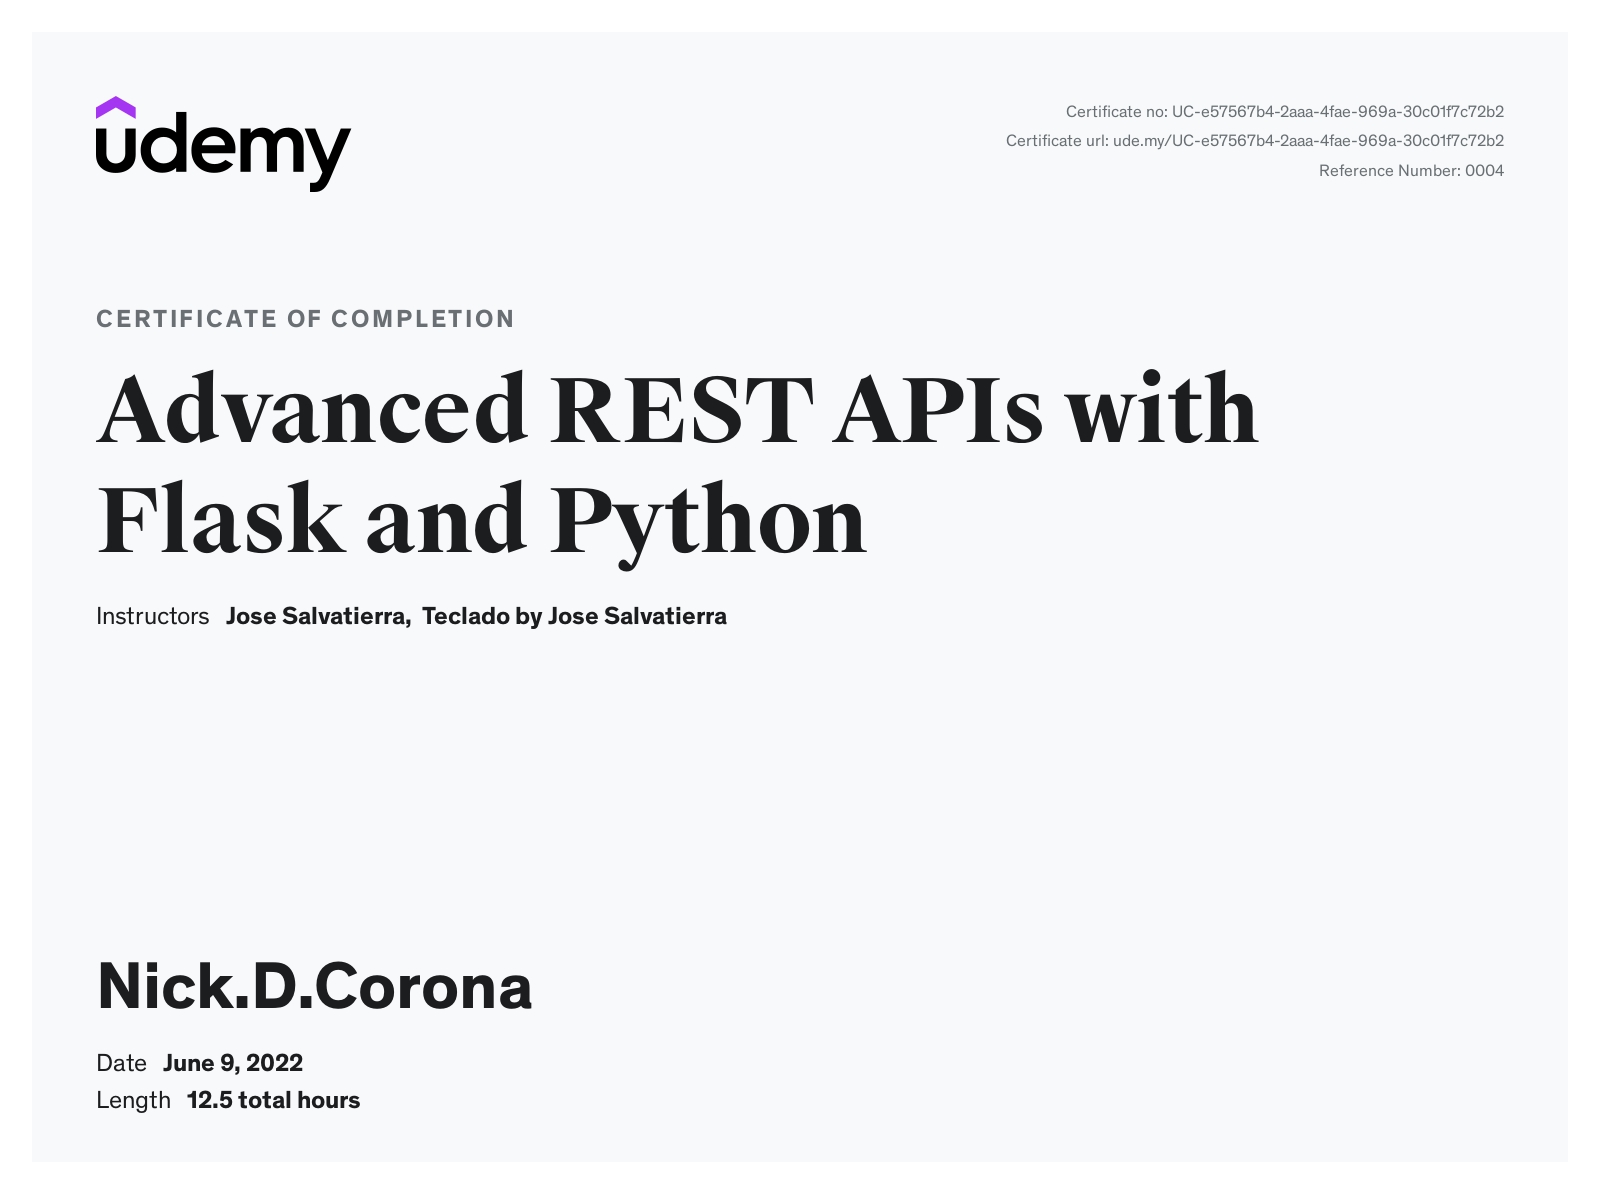 udemy
Certificate no: UC-e57567b4-2aaa-4fae-969a-30c01f7c72b2
Certificate url: ude.my/UC-e57567b4-2aaa-4fae-969a-30c01f7c72b2
Reference Number: 0004
CERTIFICATE OF COMPLETION
Advanced REST APIs with
Flask and Python
Instructors Jose Salvatierra, Teclado by Jose Salvatierra
Nick.D.Corona
Date June 9, 2022
Length 12.5 total hours